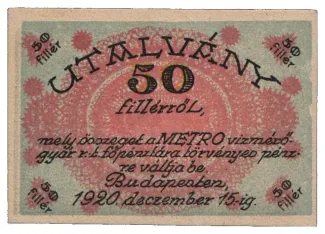 50 fillér
50 fillér
UTALVÁNY
50
fillérről,
mely összeget a METRO vizmérő-
gyár r.t. főpénztára törvényes pénz-
re váltja be.
Budapesten,
1920. deczember 15-ig.
50 fillér
50 fillér